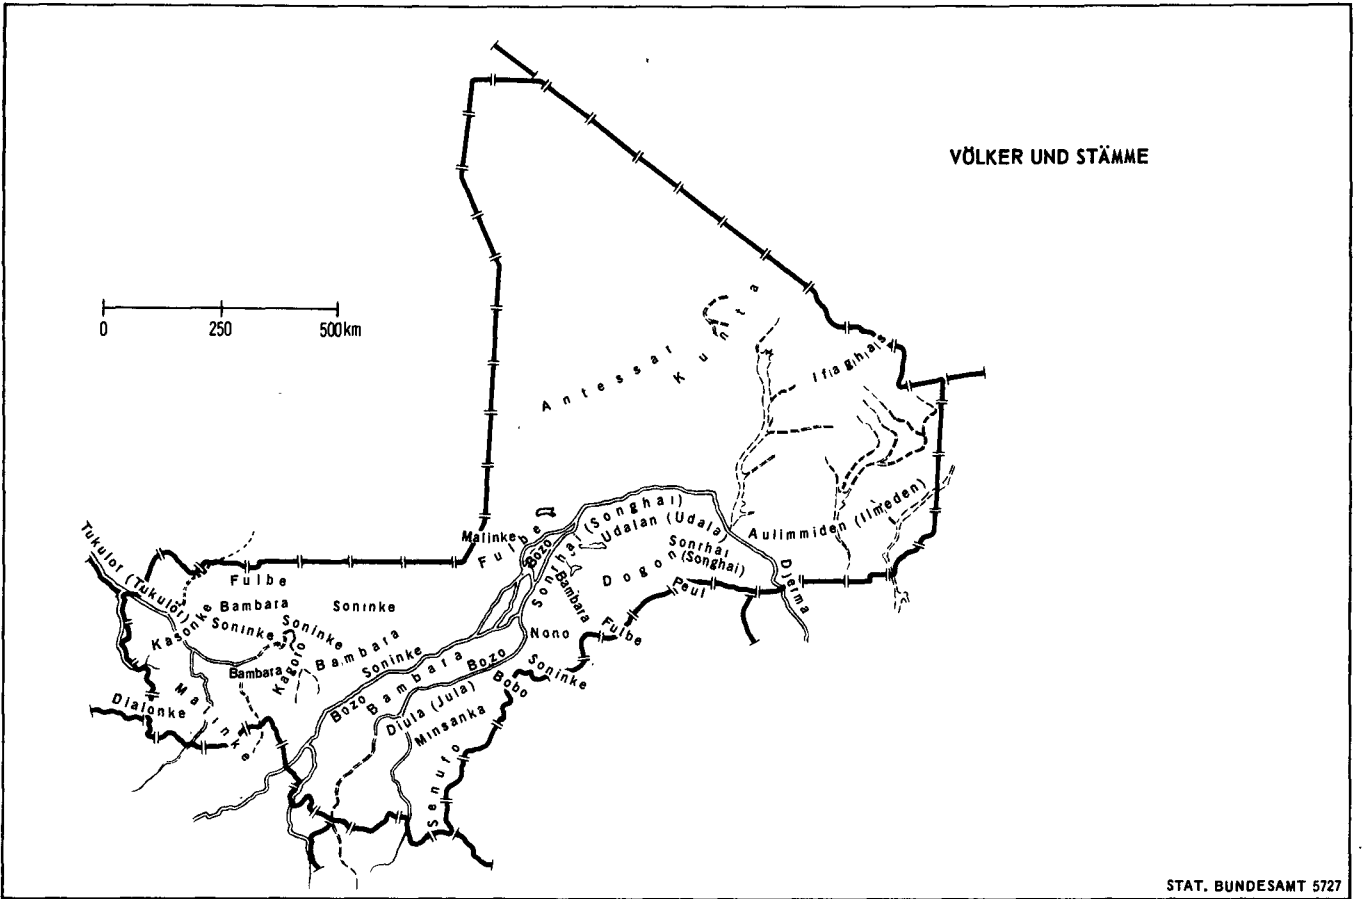 VÖLKER UND STÄMME
0 250 500km
Kunta
Antessar
Ifaghas
Aulimmiden (Ilmeden)
Sonrhai (Songhai)
Udalan (Udala)
Malinke
Fulbe
Bozo
Bambara
Dogon
Sonrhai
(Songhai)
Djerma
Peul
Tukulor (Tukulör)
Fulbe
Bambara
Soninke
Kasonke
Soninke
Soninke
Kagoro
Bambara
Bambara
Soninke
Nono
Fulbe
Bozo
Bambara
Bozo
Soninke
Bobo
Malinke
Dialonke
Diula (Jula)
Minsanka
Senufo
STAT. BUNDESAMT 5727